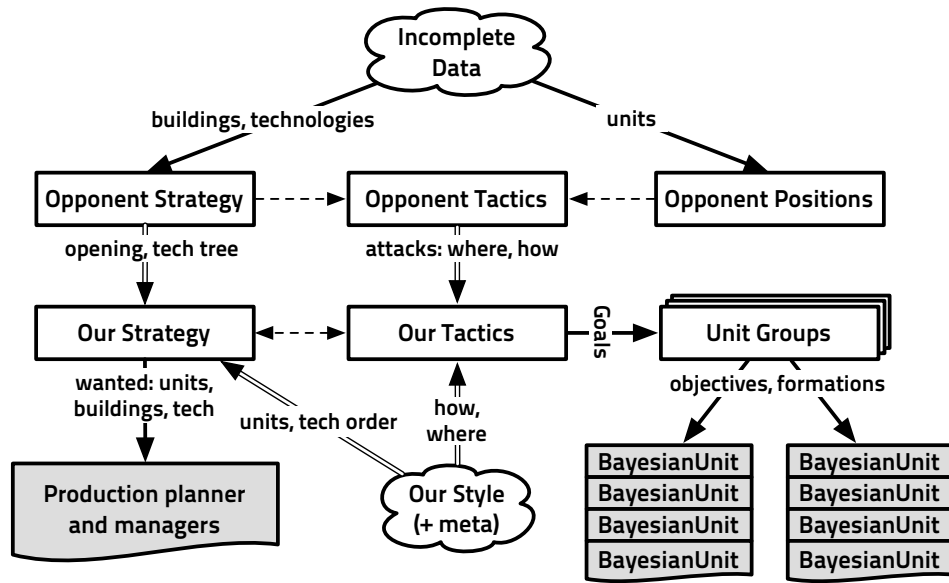 Incomplete
Data
buildings, technologies
units
Opponent Strategy
Opponent Tactics
Opponent Positions
opening, tech tree
attacks: where, how
Our Strategy
Our Tactics
Goals
Unit Groups
wanted: units,
buildings, tech
units, tech order
how,
where
objectives, formations
Production planner
and managers
Our Style
(+ meta)
BayesianUnit
BayesianUnit
BayesianUnit
BayesianUnit
BayesianUnit
BayesianUnit
BayesianUnit
BayesianUnit